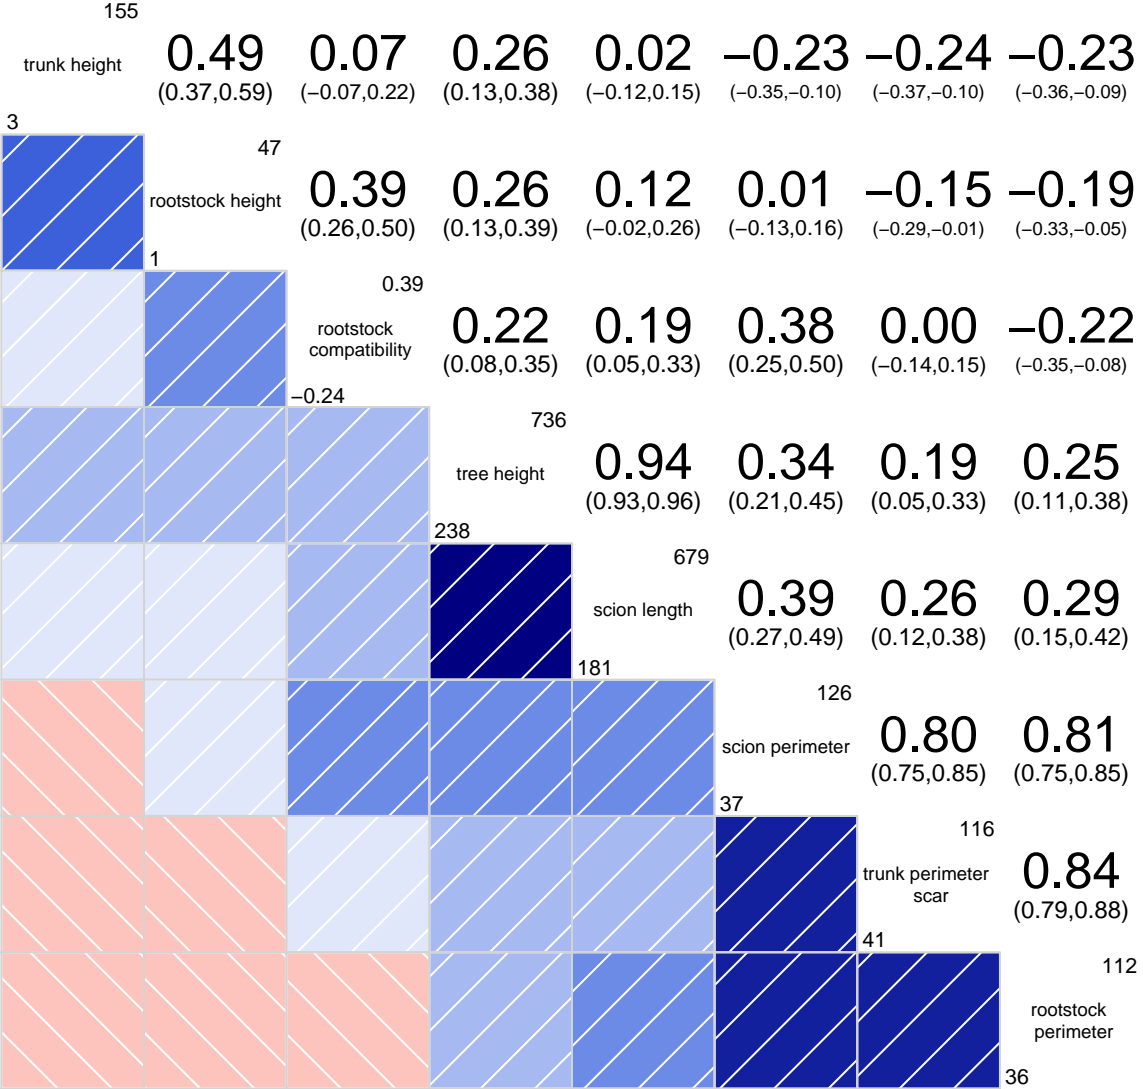 155
trunk height
0.49 0.07 0.26 0.02 −0.23 −0.24 −0.23
(0.37,0.59) (−0.07,0.22) (0.13,0.38) (−0.12,0.15) (−0.35,−0.10) (−0.37,−0.10) (−0.36,−0.09)
3
47
rootstock height
0.39 0.26 0.12 0.01 −0.15 −0.19
(0.26,0.50) (0.13,0.39) (−0.02,0.26) (−0.13,0.16) (−0.29,−0.01) (−0.33,−0.05)
1
0.39
rootstock
compatibility
0.22 0.19 0.38 0.00 −0.22
(0.08,0.35) (0.05,0.33) (0.25,0.50) (−0.14,0.15) (−0.35,−0.08)
−0.24
736
tree height
0.94 0.34 0.19 0.25
(0.93,0.96) (0.21,0.45) (0.05,0.33) (0.11,0.38)
238
679
scion length
0.39 0.26 0.29
(0.27,0.49) (0.12,0.38) (0.15,0.42)
181
126
scion perimeter
0.80 0.81
(0.75,0.85) (0.75,0.85)
37
116
trunk perimeter
scar
0.84
(0.79,0.88)
41
112
rootstock
perimeter
36